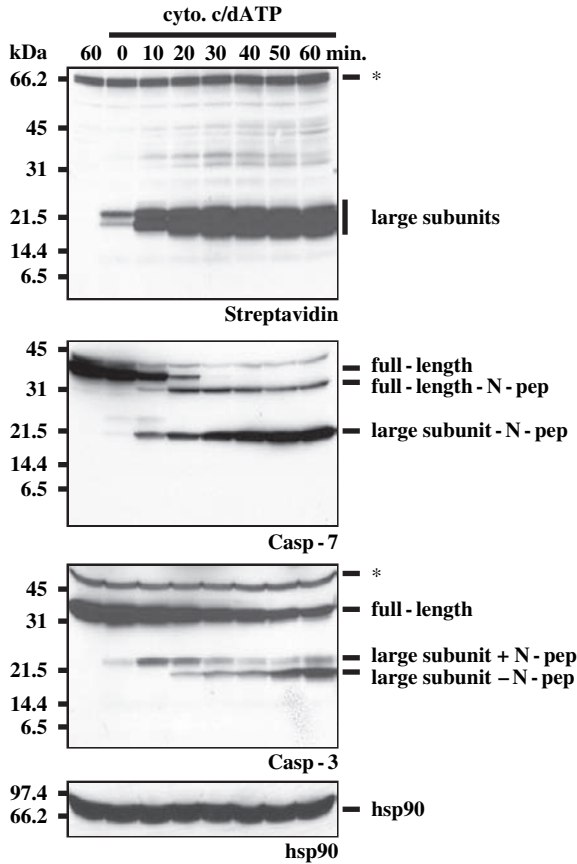 cyto. c/dATP
kDa 60 0 10 20 30 40 50 60 min.
66.2 *
45
31
21.5 large subunits
14.4
6.5
Streptavidin
45
full-length
31 full-length-N-pep
21.5 large subunit-N-pep
14.4
6.5
Casp-7
*
45
full-length
31
large subunit + N-pep
21.5 large subunit –N-pep
14.4
6.5
Casp-3
97.4
66.2 hsp90
hsp90